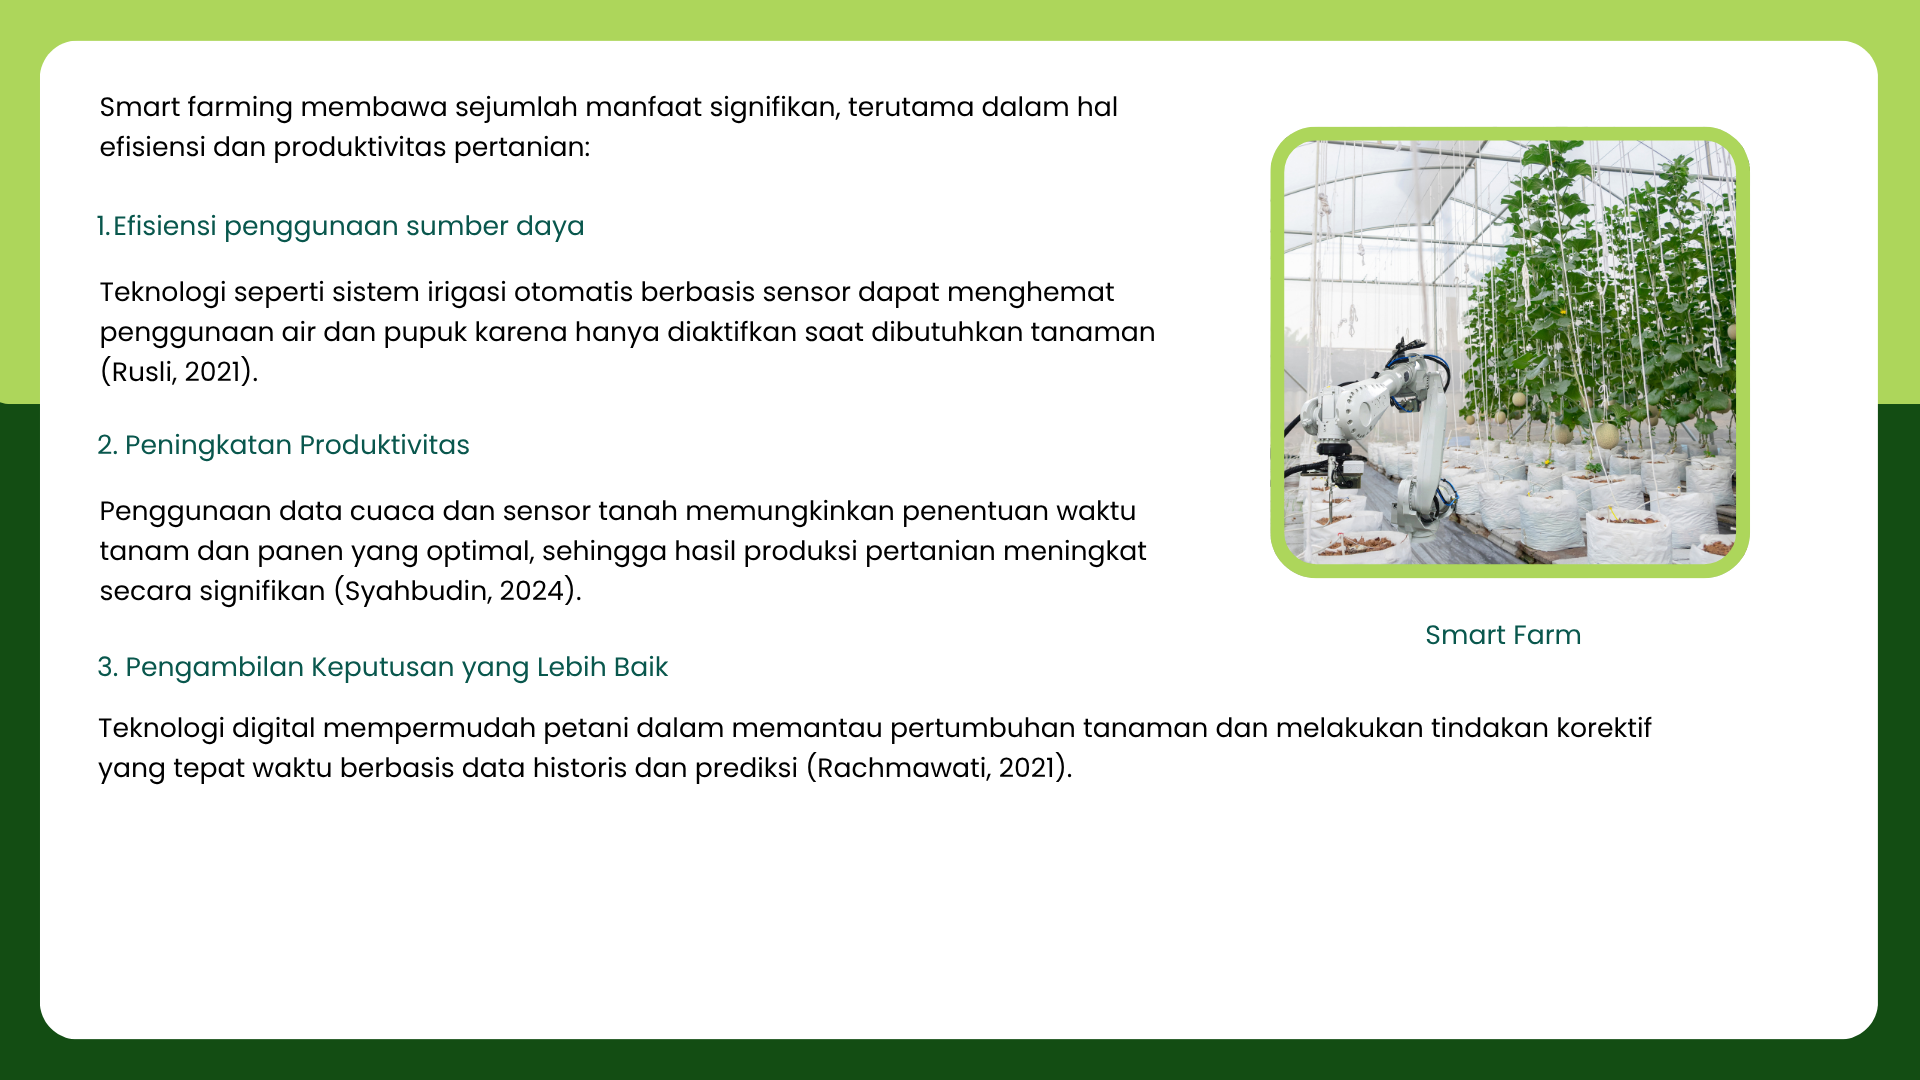 Smart farming membawa sejumlah manfaat signifikan, terutama dalam hal
efisiensi dan produktivitas pertanian:
1.Efisiensi penggunaan sumber daya
Teknologi seperti sistem irigasi otomatis berbasis sensor dapat menghemat
penggunaan air dan pupuk karena hanya diaktifkan saat dibutuhkan tanaman
(Rusli, 2021).
2. Peningkatan Produktivitas
Penggunaan data cuaca dan sensor tanah memungkinkan penentuan waktu
tanam dan panen yang optimal, sehingga hasil produksi pertanian meningkat
secara signifikan (Syahbudin, 2024).
3. Pengambilan Keputusan yang Lebih Baik
Teknologi digital mempermudah petani dalam memantau pertumbuhan tanaman dan melakukan tindakan korektif
yang tepat waktu berbasis data historis dan prediksi (Rachmawati, 2021).
Smart Farm